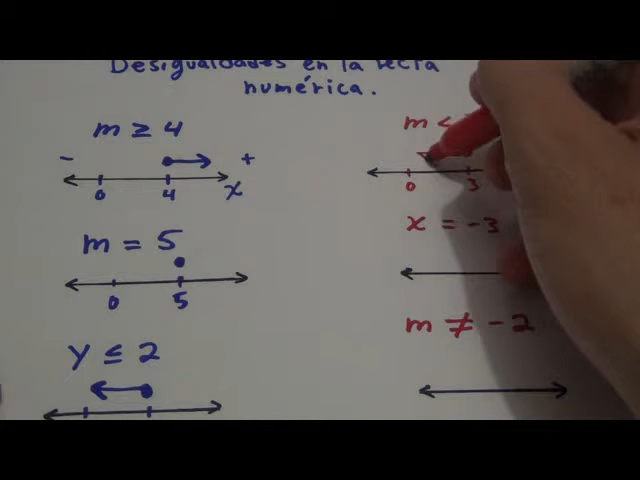 Desigualdades en la recta
numérica.
m ≥ 4
- +
0 4 x
m = 5
0 5
y ≤ 2
m <
0 3
x = -3
m ≠ -2